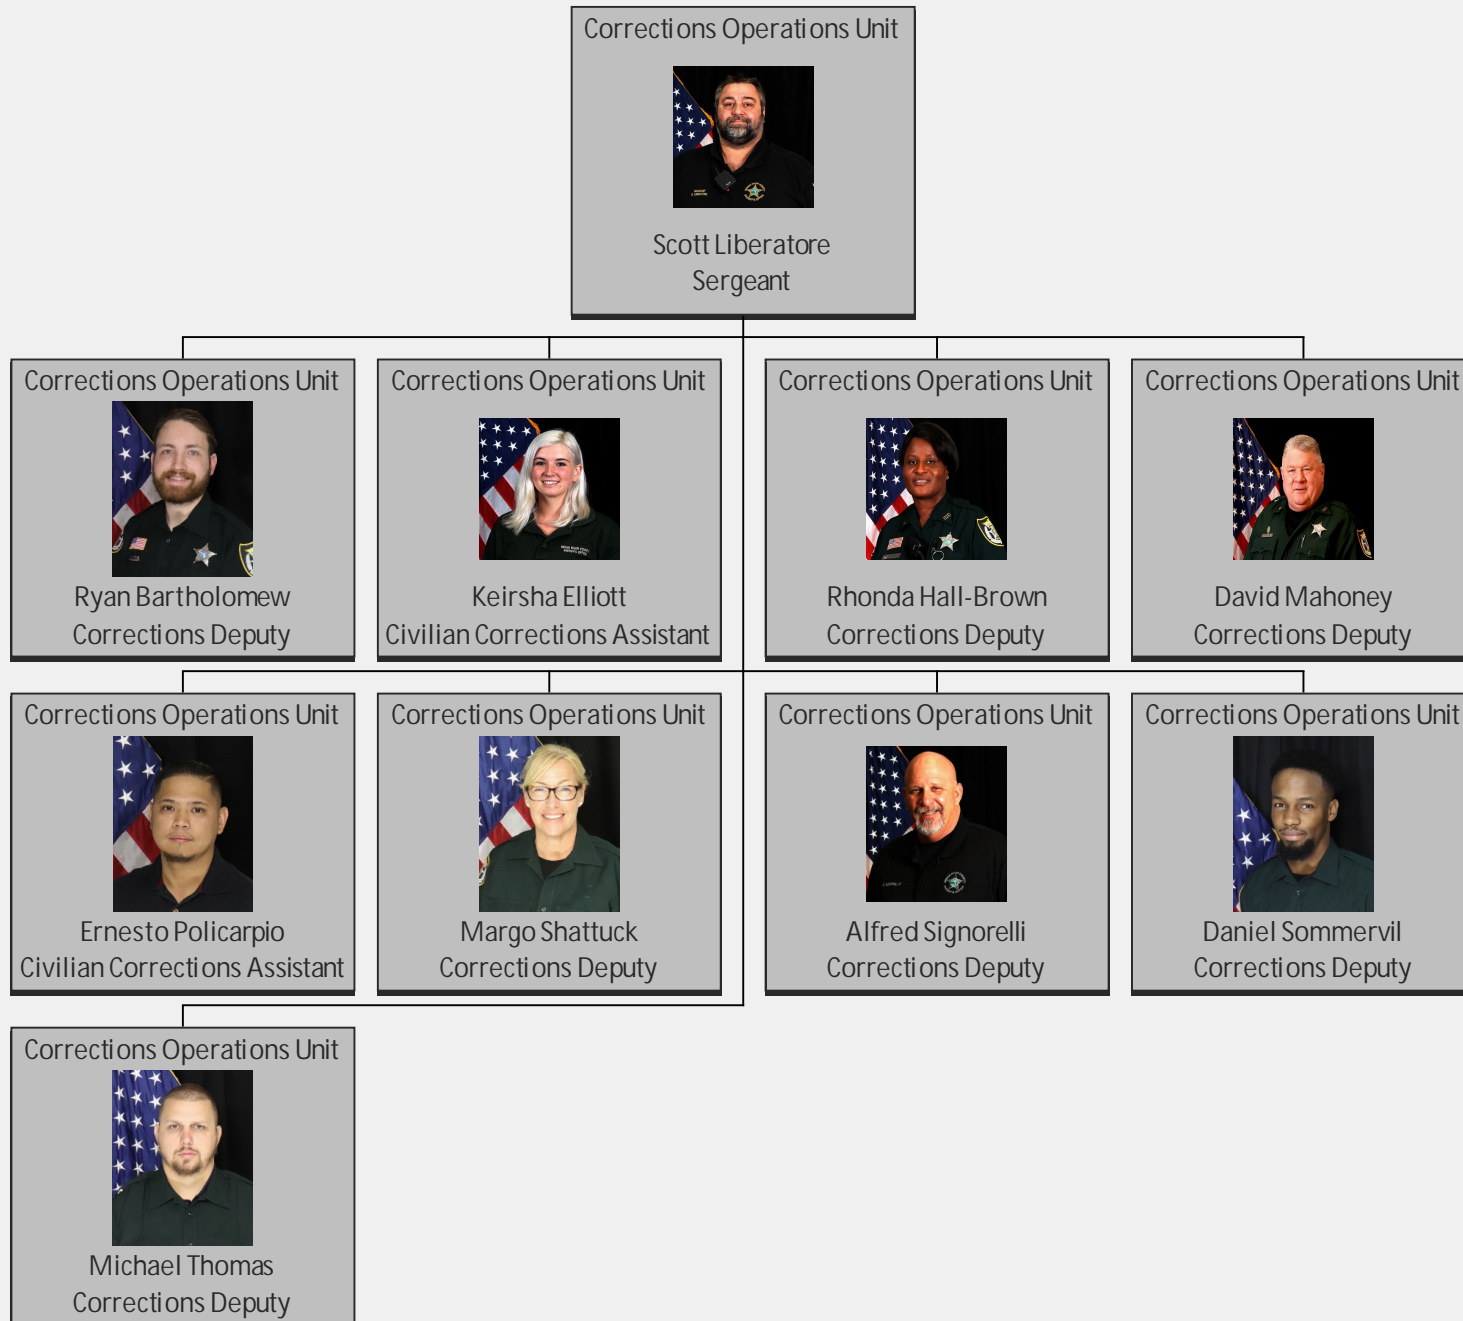 Corrections Operations Unit
Scott Liberatore
Sergeant
Corrections Operations Unit
Ryan Bartholomew
Corrections Deputy
Corrections Operations Unit
Keirsha Elliott
Civilian Corrections Assistant
Corrections Operations Unit
Rhonda Hall-Brown
Corrections Deputy
Corrections Operations Unit
David Mahoney
Corrections Deputy
Corrections Operations Unit
Ernesto Policarpio
Civilian Corrections Assistant
Corrections Operations Unit
Margo Shattuck
Corrections Deputy
Corrections Operations Unit
Alfred Signorelli
Corrections Deputy
Corrections Operations Unit
Daniel Sommervil
Corrections Deputy
Corrections Operations Unit
Michael Thomas
Corrections Deputy